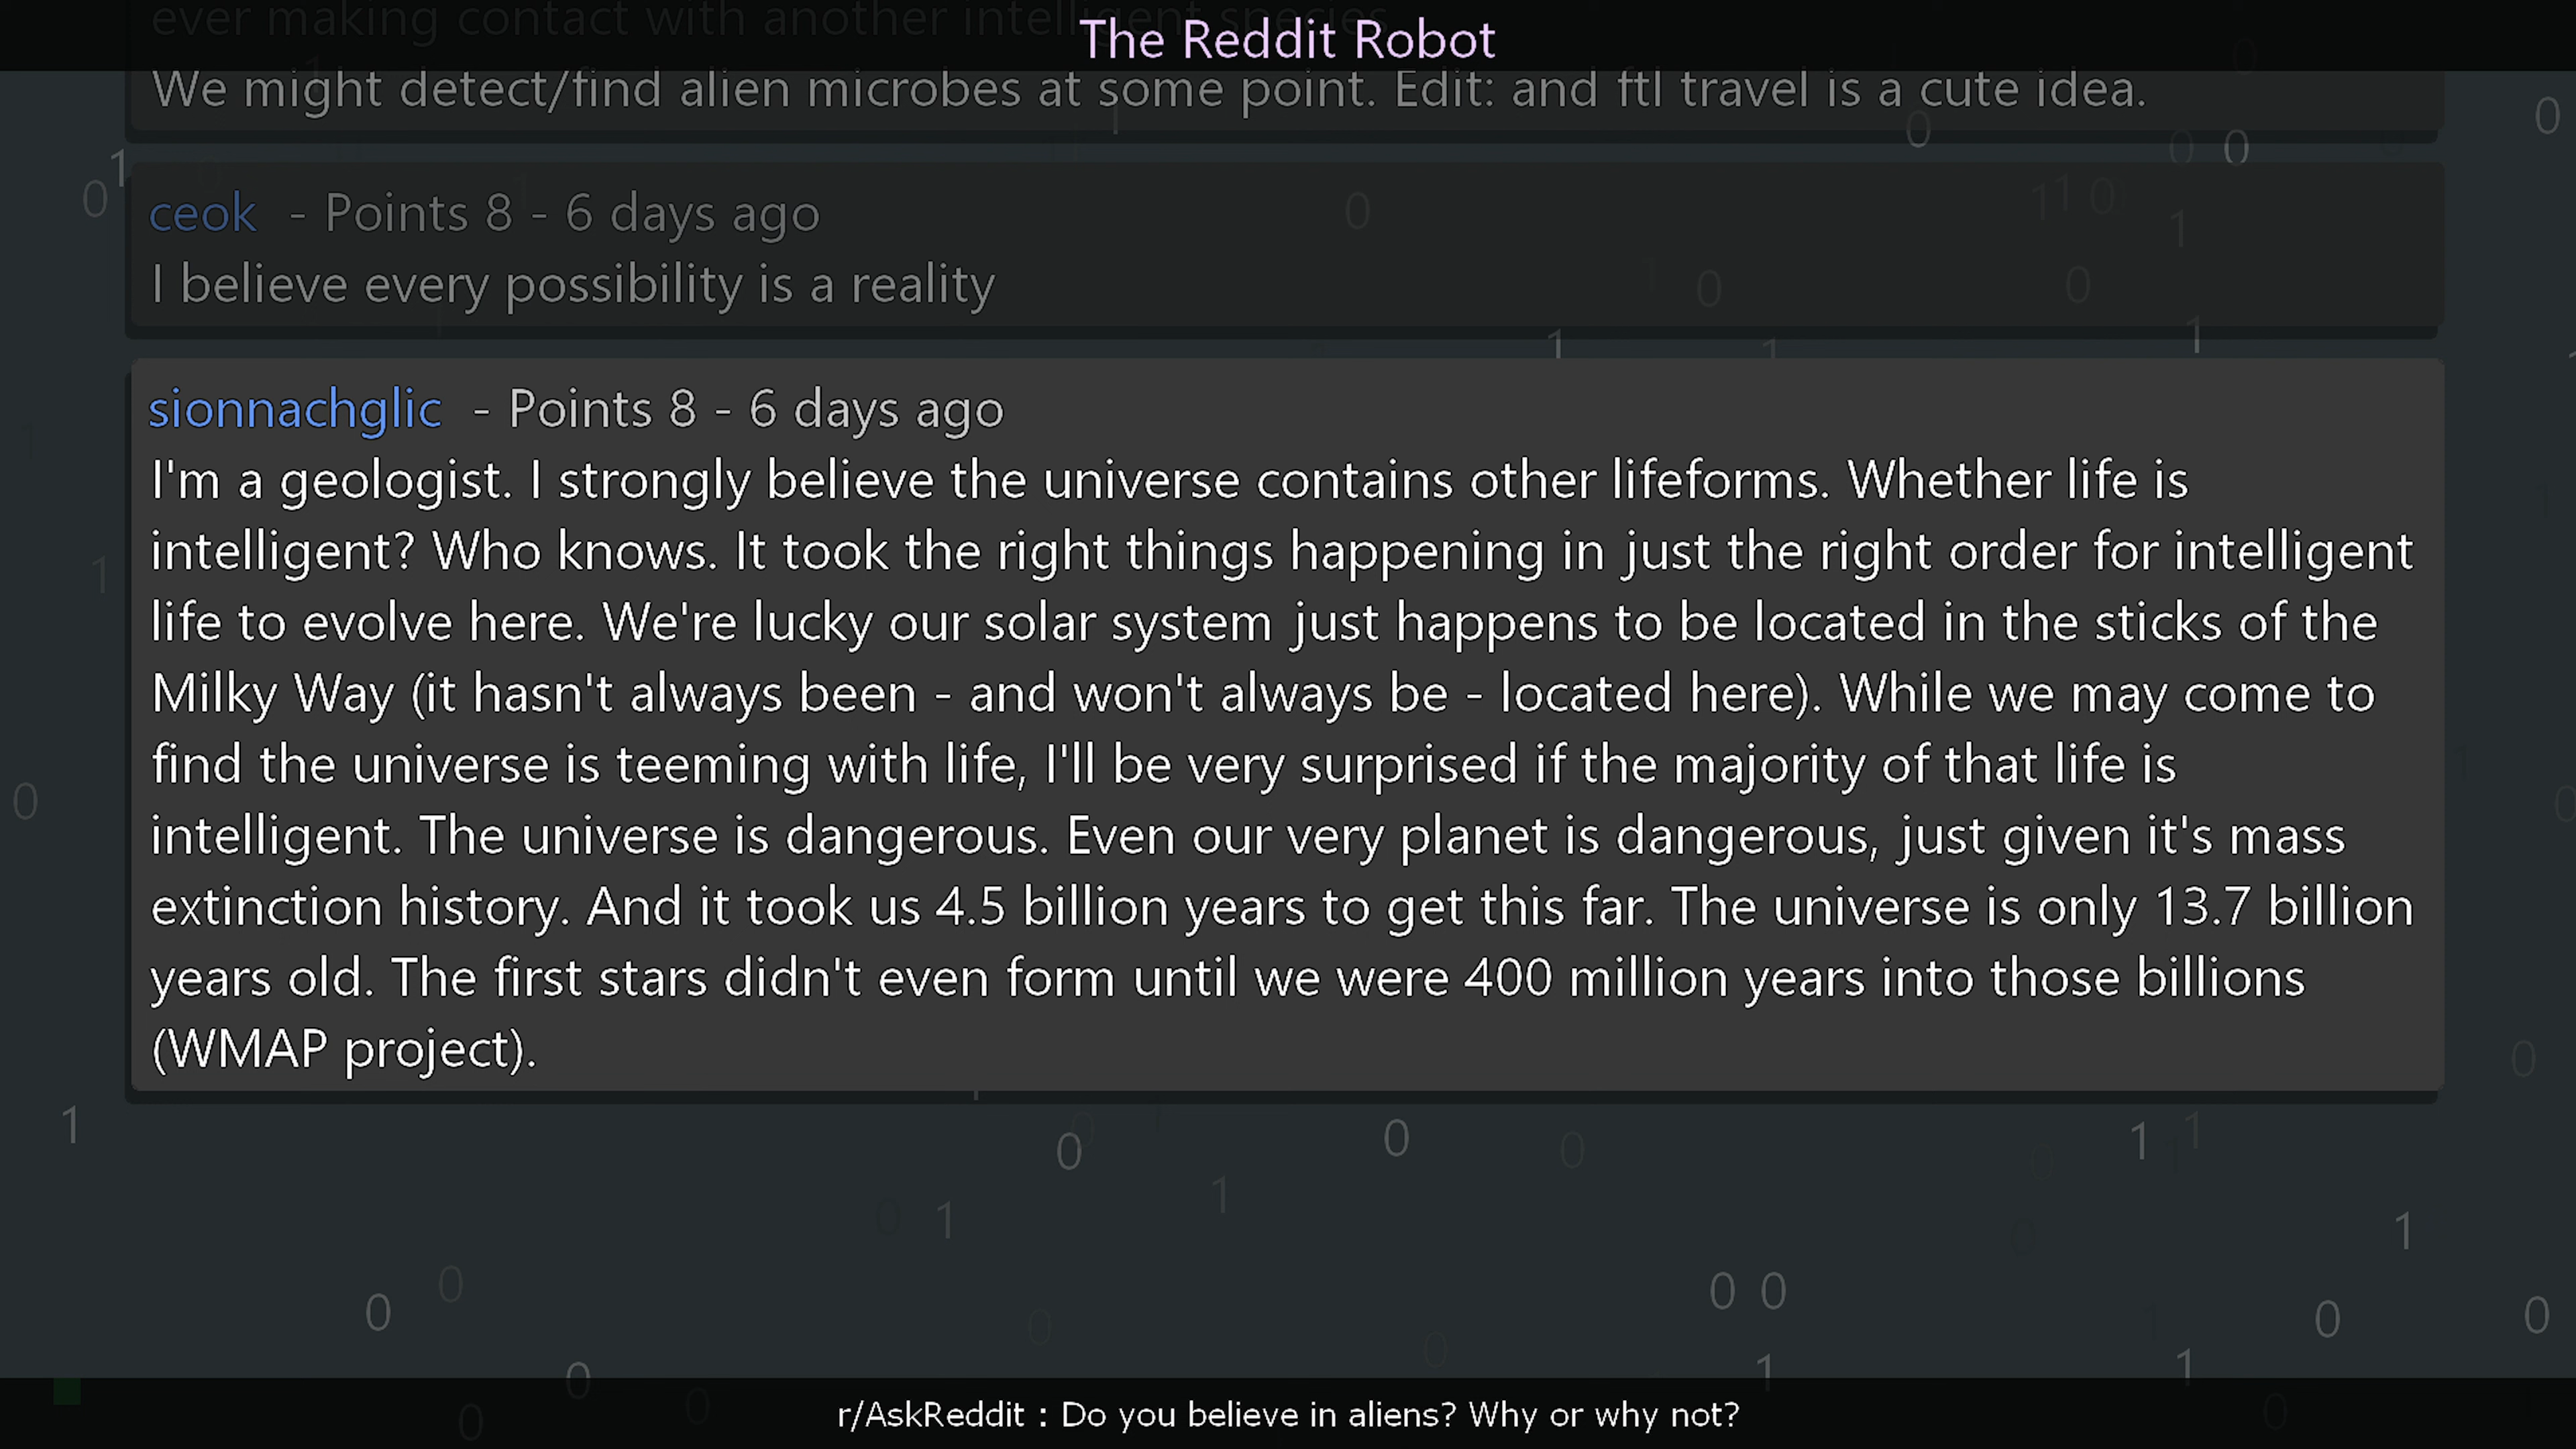 ever making contact with another intelligent species.
The Reddit Robot
We might detect/find alien microbes at some point. Edit: and ftl travel is a cute idea.
ceok - Points 8 - 6 days ago
I believe every possibility is a reality
sionnachglic - Points 8 - 6 days ago
I'm a geologist. I strongly believe the universe contains other lifeforms. Whether life is
intelligent? Who knows. It took the right things happening in just the right order for intelligent
life to evolve here. We're lucky our solar system just happens to be located in the sticks of the
Milky Way (it hasn't always been - and won't always be - located here). While we may come to
find the universe is teeming with life, I'll be very surprised if the majority of that life is
intelligent. The universe is dangerous. Even our very planet is dangerous, just given it's mass
extinction history. And it took us 4.5 billion years to get this far. The universe is only 13.7 billion
years old. The first stars didn't even form until we were 400 million years into those billions
(WMAP project).
r/AskReddit : Do you believe in aliens? Why or why not?